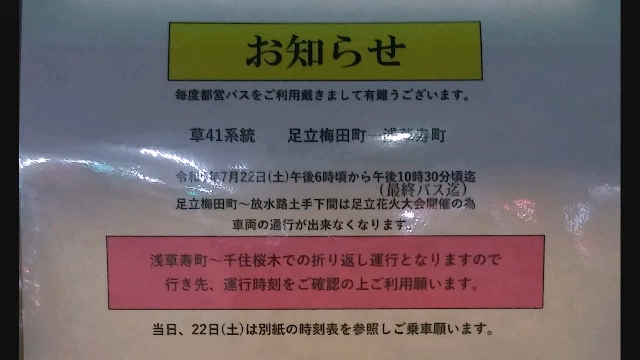 お知らせ
毎度都営バスをご利用戴きまして有難うございます。
草41系統 足立梅田町―浅草寿町
令和 年7月22日(土)午後6時頃から午後10時30分頃迄
(最終バス迄)
足立梅田町～放水路土手下間は足立花火大会開催の為
車両の通行が出来なくなります。
浅草寿町～千住桜木での折り返し運行となりますので
行き先、運行時刻をご確認の上ご利用願います。
当日、22日(土)は別紙の時刻表を参照しご乗車願います。